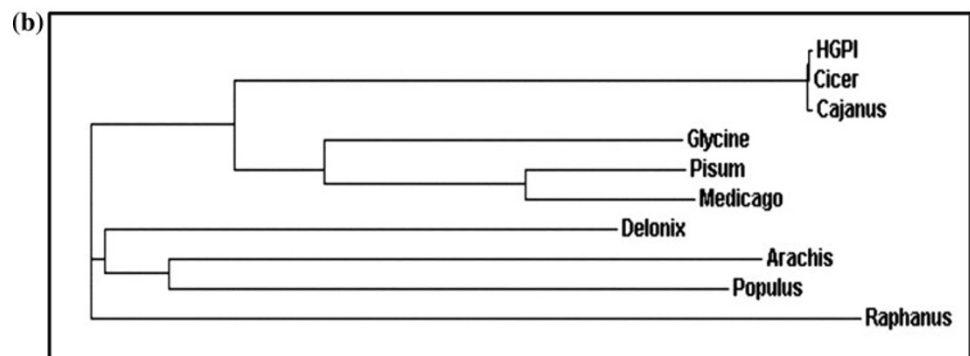 (b)
HGPI
Cicer
Cajanus
Glycine
Pisum
Medicago
Delonix
Arachis
Populus
Raphanus